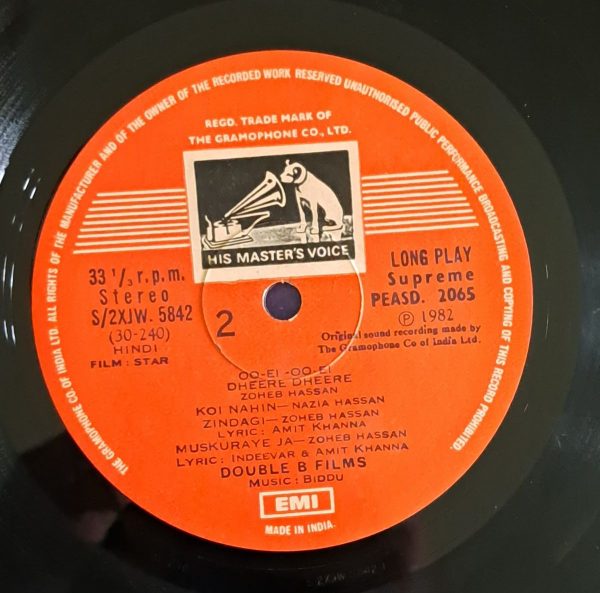 THE GRAMOPHONE CO. OF INDIA LTD. ALL RIGHTS OF THE MANUFACTURER AND OF THE OWNER OF THE RECORDED WORK RESERVED UNAUTHORISED PUBLIC PERFORMANCE BROADCASTING AND COPYING OF THIS RECORD PROHIBITED.
REGD. TRADE MARK OF
THE GRAMOPHONE CO., LTD.
HIS MASTER'S VOICE
33 1/3 r.p.m.
Stereo
S/2XJW. 5842
(30-240)
HINDI
FILM : STAR
2
LONG PLAY
Supreme
PEASD. 2065
Ⓟ 1982
Original sound recording made by
The Gramophone Co of India Ltd.
OO-EI -OO-EI
DHEERE DHEERE
ZOHEB HASSAN
KOI NAHIN— NAZIA HASSAN
ZINDAGI— ZOHEB HASSAN
LYRIC: AMIT KHANNA
MUSKURAYE JA— ZOHEB HASSAN
LYRIC: INDEEVAR & AMIT KHANNA
DOUBLE B FILMS
MUSIC: BIDDU
EMI
MADE IN INDIA.